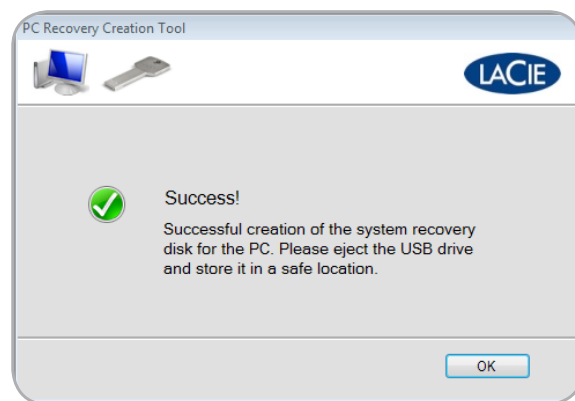 PC Recovery Creation Tool
LACIE
Success!
Successful creation of the system recovery
disk for the PC. Please eject the USB drive
and store it in a safe location.
OK